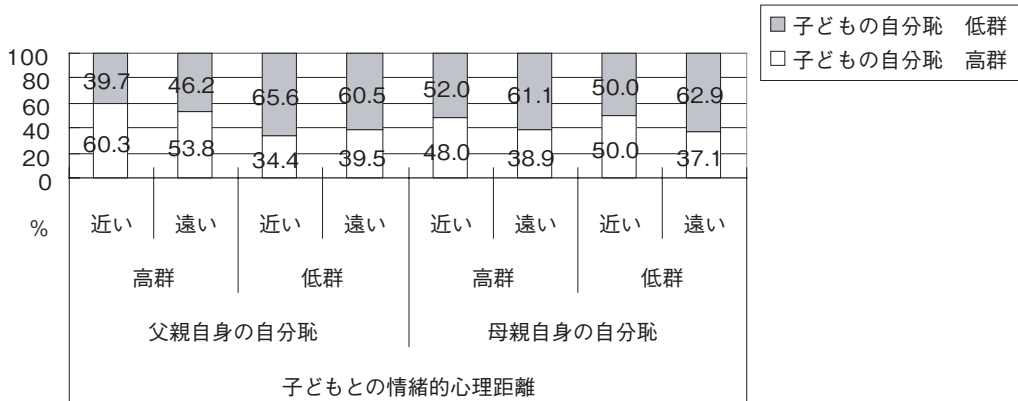 子どもの自分恥 低群
子どもの自分恥 高群
100
80
60
40
20
0
39.7 46.2 65.6 60.5 52.0 61.1 50.0 62.9
60.3 53.8 34.4 39.5 48.0 38.9 50.0 37.1
% 近い 遠い 近い 遠い 近い 遠い 近い 遠い
高群 低群 高群 低群
父親自身の自分恥 母親自身の自分恥
子どもとの情緒的心理距離